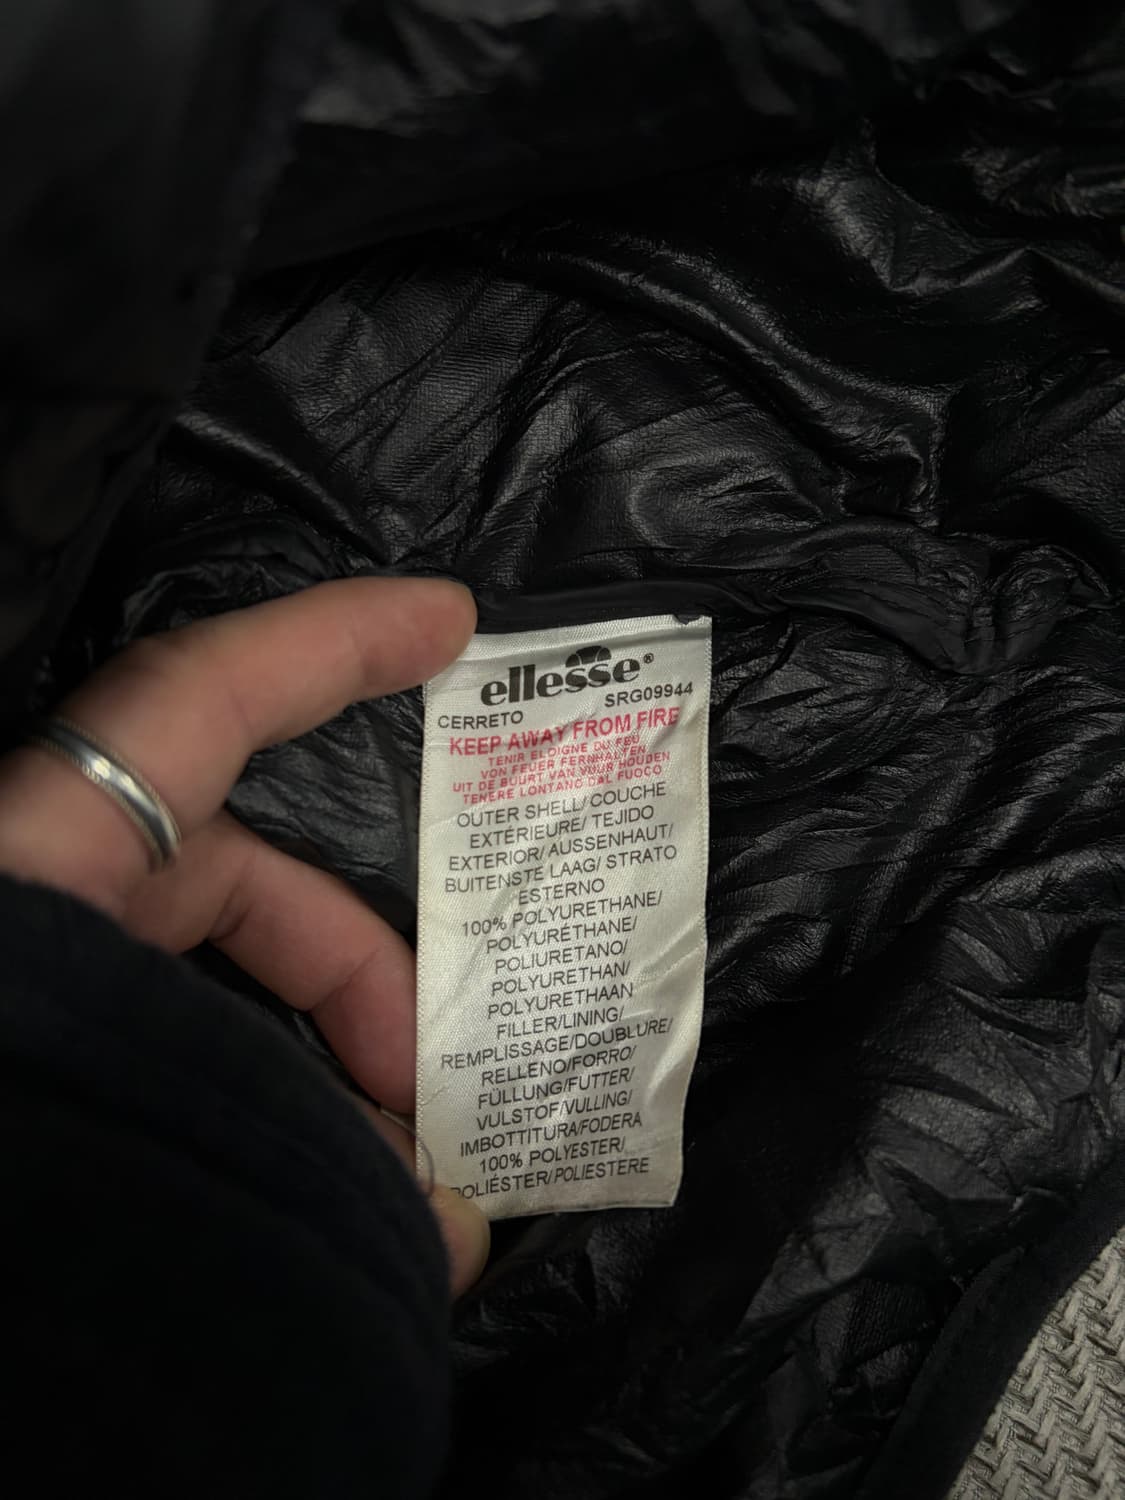 ellesse®
CERRETO SRG09944
KEEP AWAY FROM FIRE
TENIR ELOIGNE DU FEU
VON FEUER FERNHALTEN
UIT DE BUURT VAN VUUR HOUDEN
TENERE LONTANO DAL FUOCO
OUTER SHELL/ COUCHE
EXTÉRIEURE/ TEJIDO
EXTERIOR/ AUSSENHAUT/
BUITENSTE LAAG/ STRATO
ESTERNO
100% POLYURETHANE/
POLYURÉTHANE/
POLIURETANO/
POLYURETHAN/
POLYURETHAAN
FILLER/LINING/
REMPLISSAGE/DOUBLURE/
RELLENO/FORRO/
FÜLLUNG/FUTTER/
VULSTOF/VULLING/
IMBOTTITURA/FODERA
100% POLYESTER/
POLIÉSTER/POLIESTERE